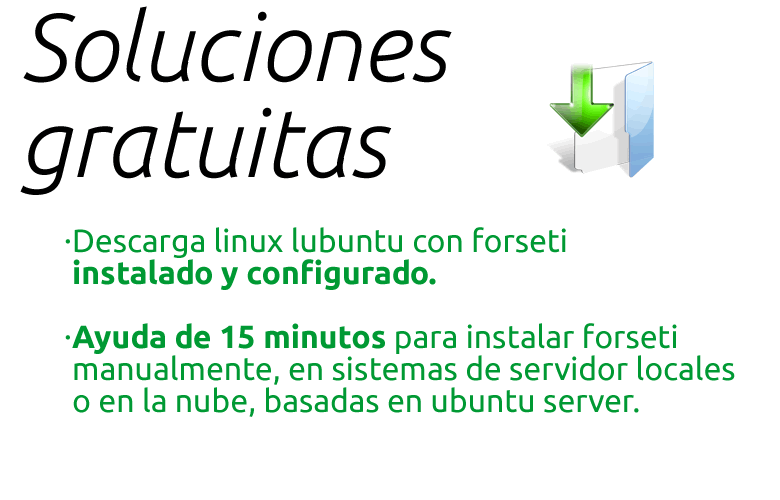 Soluciones
gratuitas
·Descarga linux lubuntu con forseti
instalado y configurado.
·Ayuda de 15 minutos para instalar forseti
manualmente, en sistemas de servidor locales
o en la nube, basadas en ubuntu server.